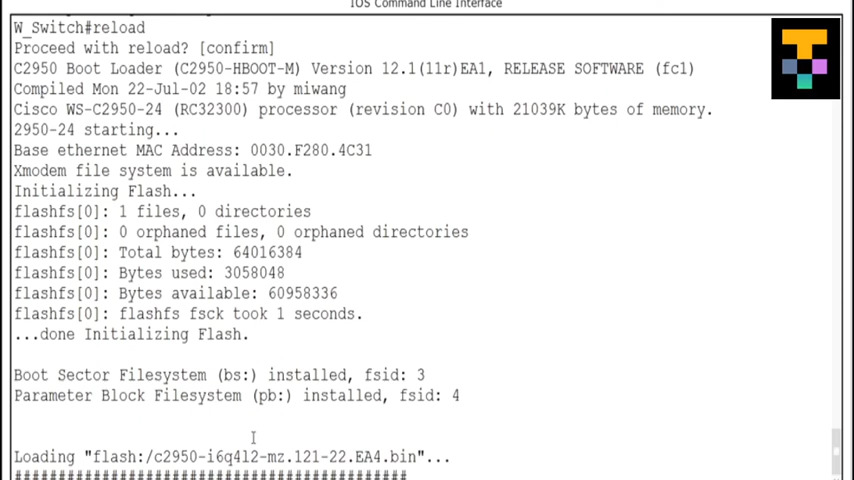 IOS Command Line Interface
W_Switch#reload
Proceed with reload? [confirm]
C2950 Boot Loader (C2950-HBOOT-M) Version 12.1(11r)EA1, RELEASE SOFTWARE (fc1)
Compiled Mon 22-Jul-02 18:57 by miwang
Cisco WS-C2950-24 (RC32300) processor (revision C0) with 21039K bytes of memory.
2950-24 starting...
Base ethernet MAC Address: 0030.F280.4C31
Xmodem file system is available.
Initializing Flash...
flashfs[0]: 1 files, 0 directories
flashfs[0]: 0 orphaned files, 0 orphaned directories
flashfs[0]: Total bytes: 64016384
flashfs[0]: Bytes used: 3058048
flashfs[0]: Bytes available: 60958336
flashfs[0]: flashfs fsck took 1 seconds.
...done Initializing Flash.
Boot Sector Filesystem (bs:) installed, fsid: 3
Parameter Block Filesystem (pb:) installed, fsid: 4
Loading "flash:/c2950-i6q4l2-mz.121-22.EA4.bin"...
#############################################